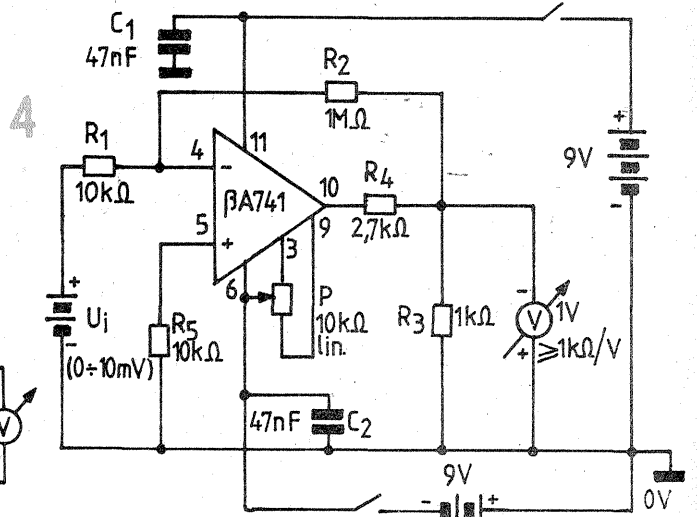 C1
47nF
4
R2
1MΩ
R1
10kΩ
4
11
βA741
10
9
R4
2,7kΩ
5
3
6
+
-
9V
+
-
+
Ui
-
(0÷10mV)
R5
10kΩ
P
10kΩ
lin.
R3
1kΩ
-
V
+
1V
≥1kΩ/V
V
47nF
C2
9V
-
+
0V